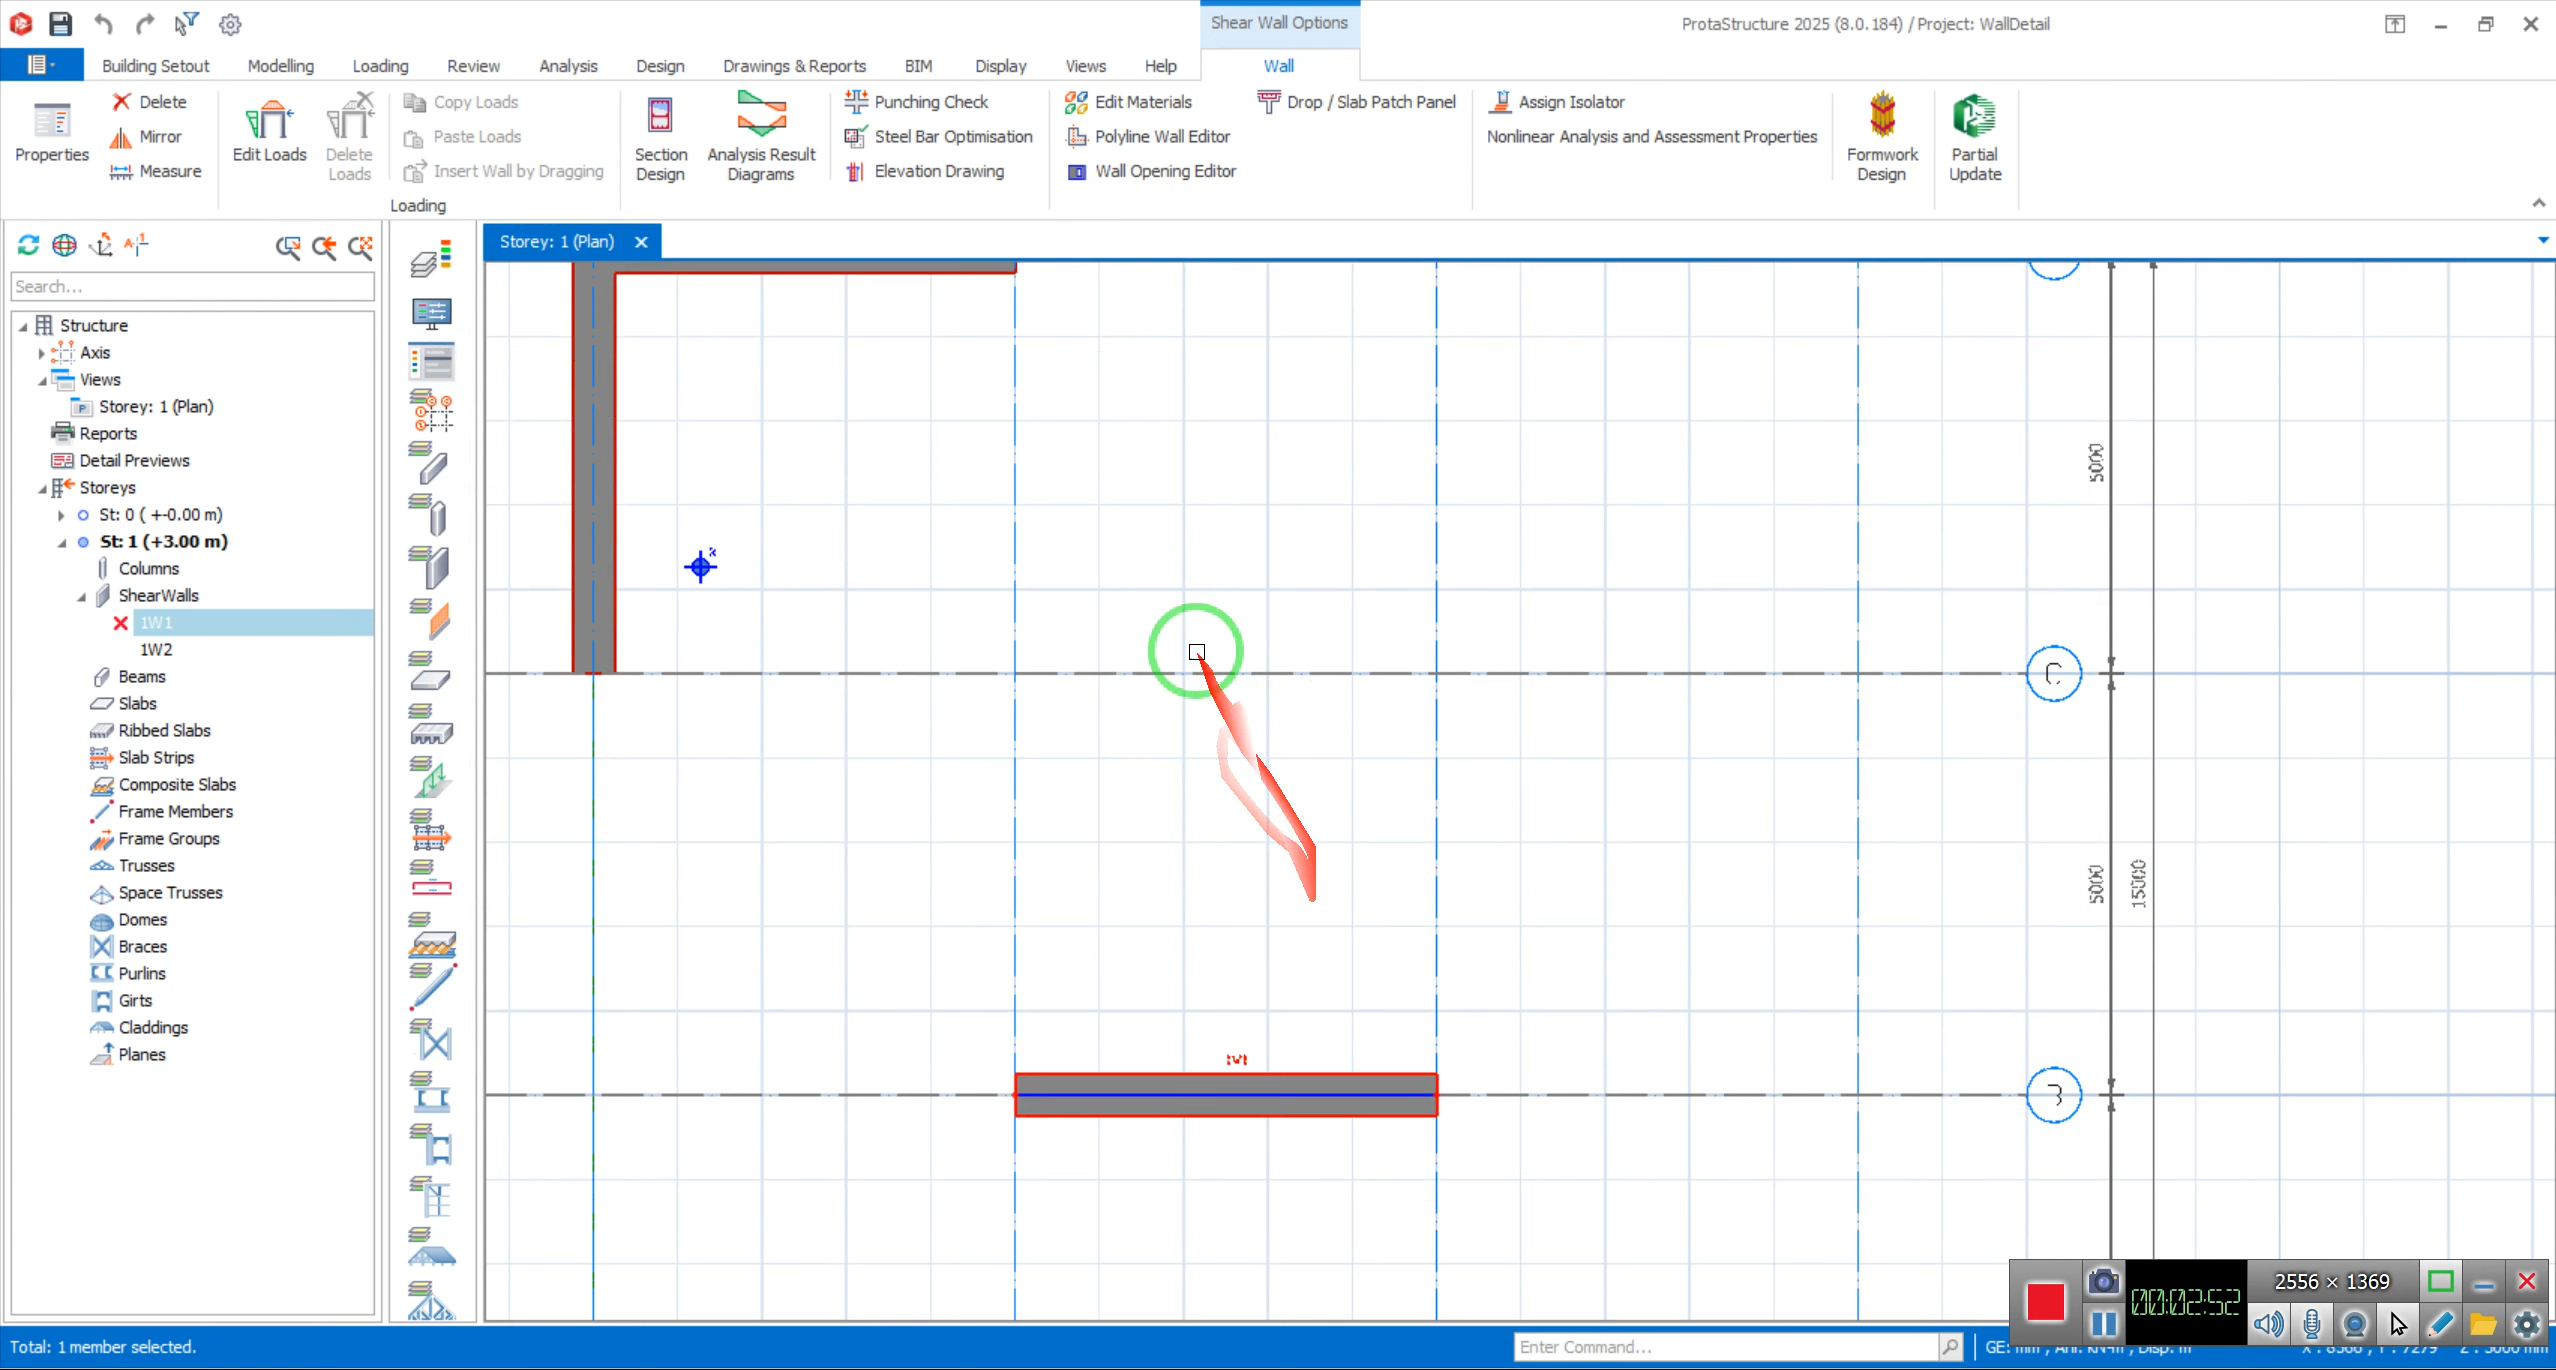 Shear Wall Options
ProtaStructure 2025 (8.0.184) / Project: WallDetail
Building Setout
Modelling
Loading
Review
Analysis
Design
Drawings & Reports
BIM
Display
Views
Help
Wall
Properties
Delete
Mirror
Measure
Edit Loads
Delete Loads
Copy Loads
Paste Loads
Insert Wall by Dragging
Loading
Section Design
Analysis Result Diagrams
Punching Check
Steel Bar Optimisation
Elevation Drawing
Edit Materials
Polyline Wall Editor
Wall Opening Editor
Drop / Slab Patch Panel
Assign Isolator
Nonlinear Analysis and Assessment Properties
Formwork Design
Partial Update
Storey: 1 (Plan)
Search...
Structure
Axis
Views
Storey: 1 (Plan)
Reports
Detail Previews
Storeys
St: 0 ( +-0.00 m)
St: 1 (+3.00 m)
Columns
ShearWalls
1W1
1W2
Beams
Slabs
Ribbed Slabs
Slab Strips
Composite Slabs
Frame Members
Frame Groups
Trusses
Space Trusses
Domes
Braces
Purlins
Girts
Claddings
Planes
5000
C
5000
15000
2556 × 1369
00:02:52
Total: 1 member selected.
Enter Command...